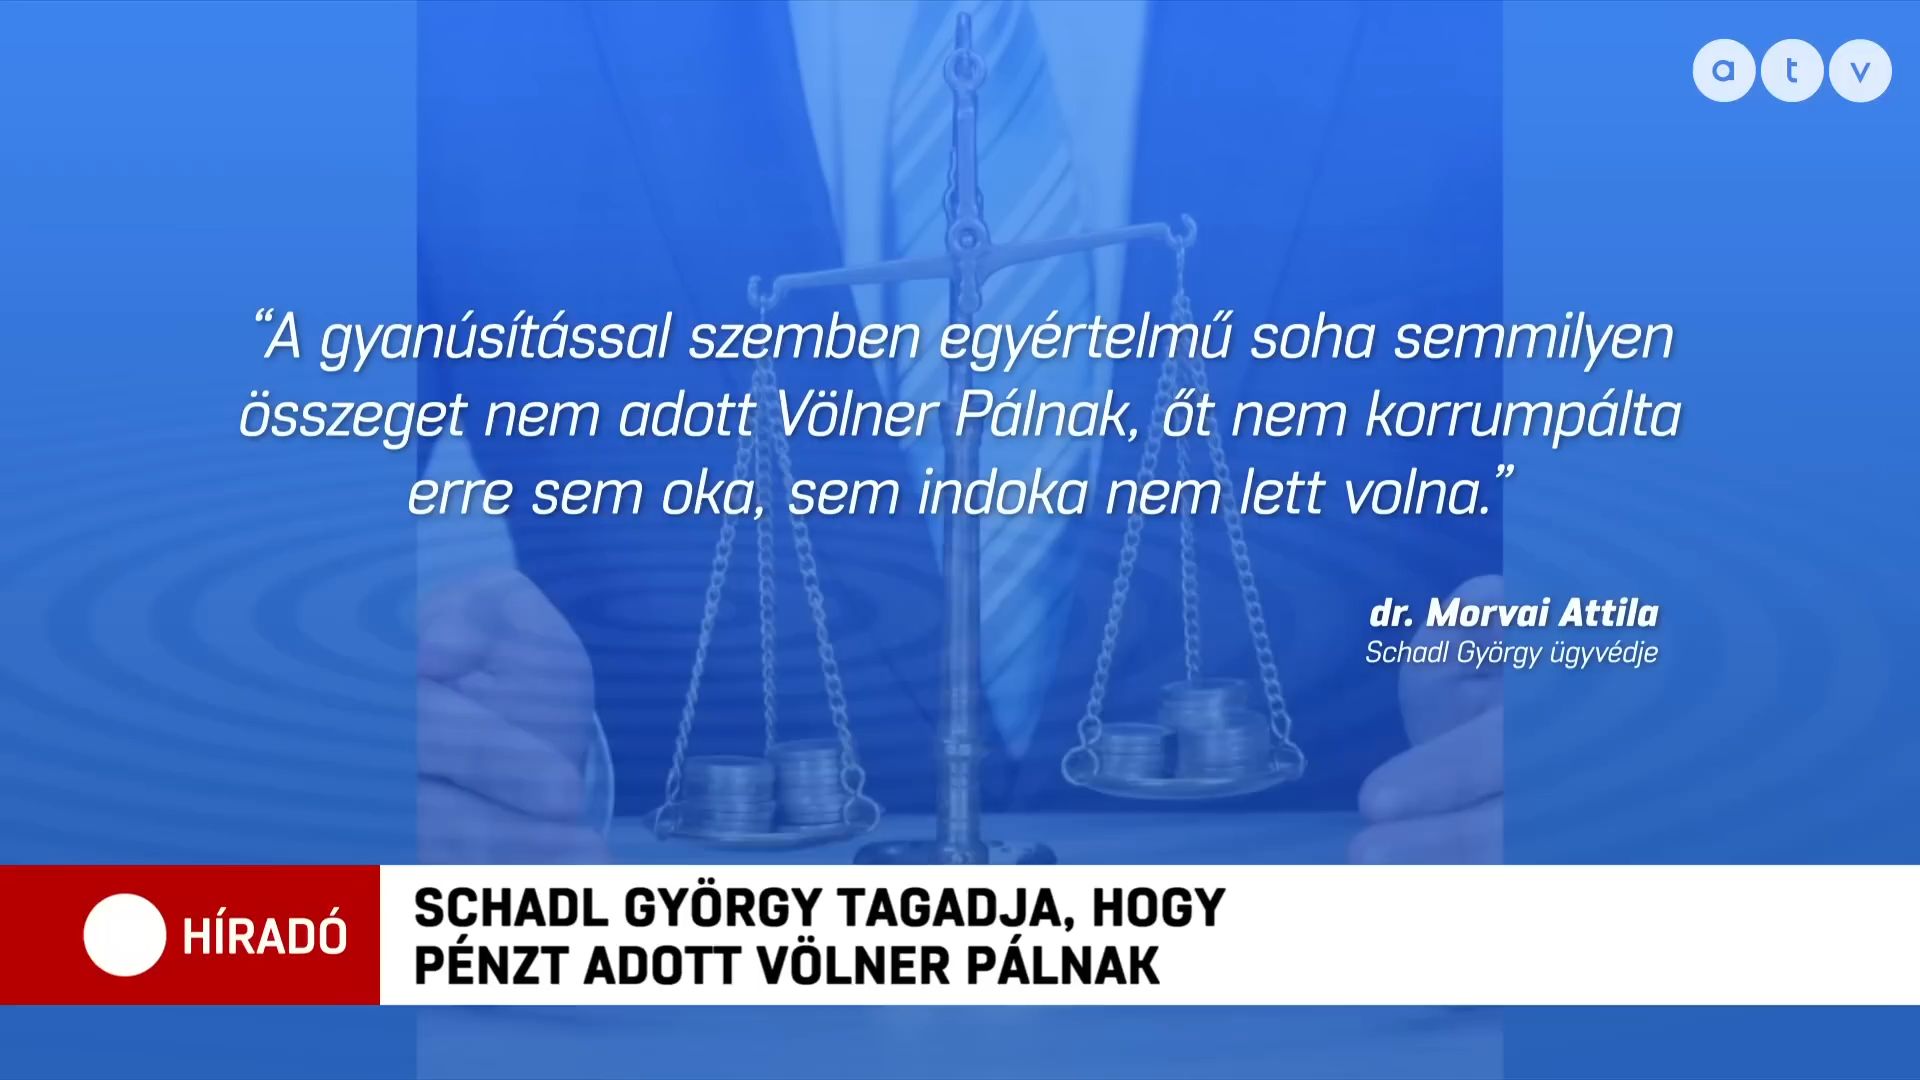 atv
“A gyanúsítással szemben egyértelmű soha semmilyen
összeget nem adott Völner Pálnak, őt nem korrumpálta
erre sem oka, sem indoka nem lett volna.”
dr. Morvai Attila
Schadl György ügyvédje
HÍRADÓ
SCHADL GYÖRGY TAGADJA, HOGY
PÉNZT ADOTT VÖLNER PÁLNAK